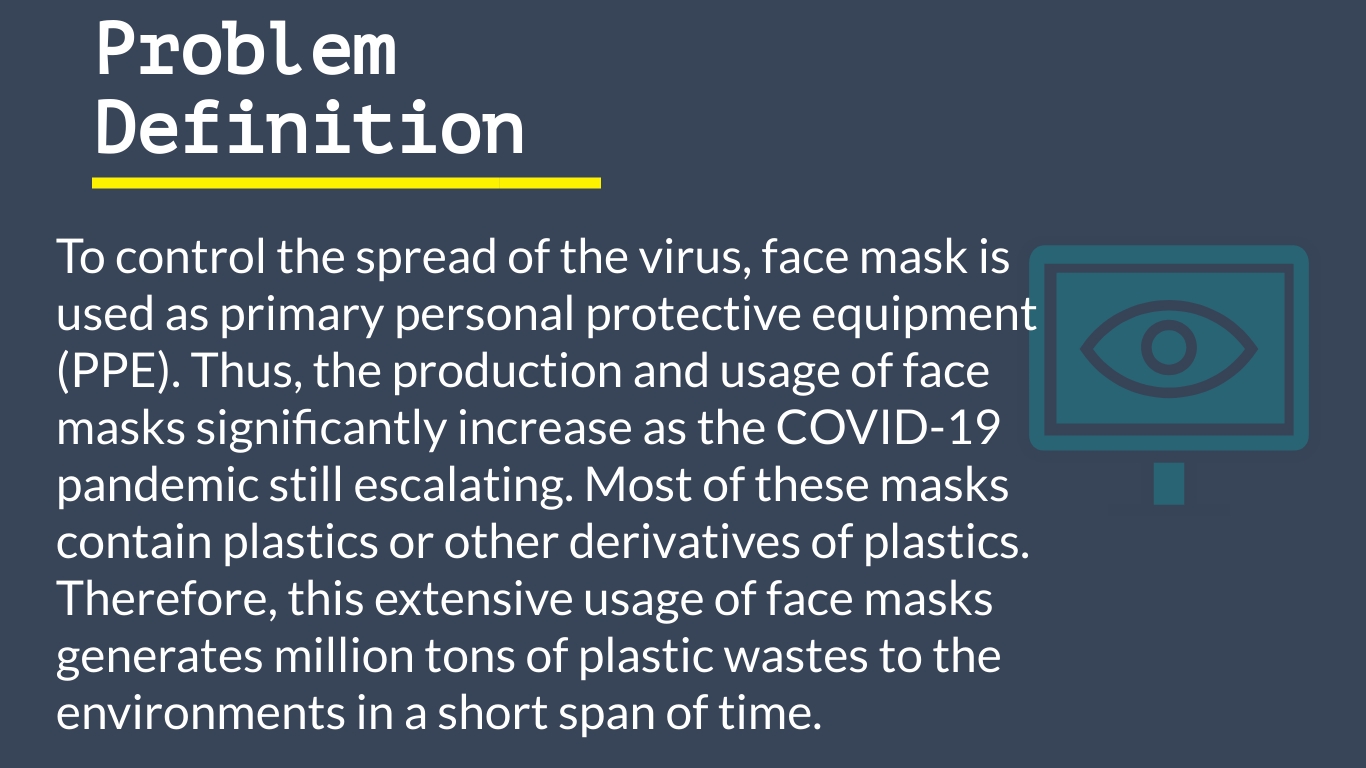 Problem
Definition
To control the spread of the virus, face mask is
used as primary personal protective equipment
(PPE). Thus, the production and usage of face
masks significantly increase as the COVID-19
pandemic still escalating. Most of these masks
contain plastics or other derivatives of plastics.
Therefore, this extensive usage of face masks
generates million tons of plastic wastes to the
environments in a short span of time.